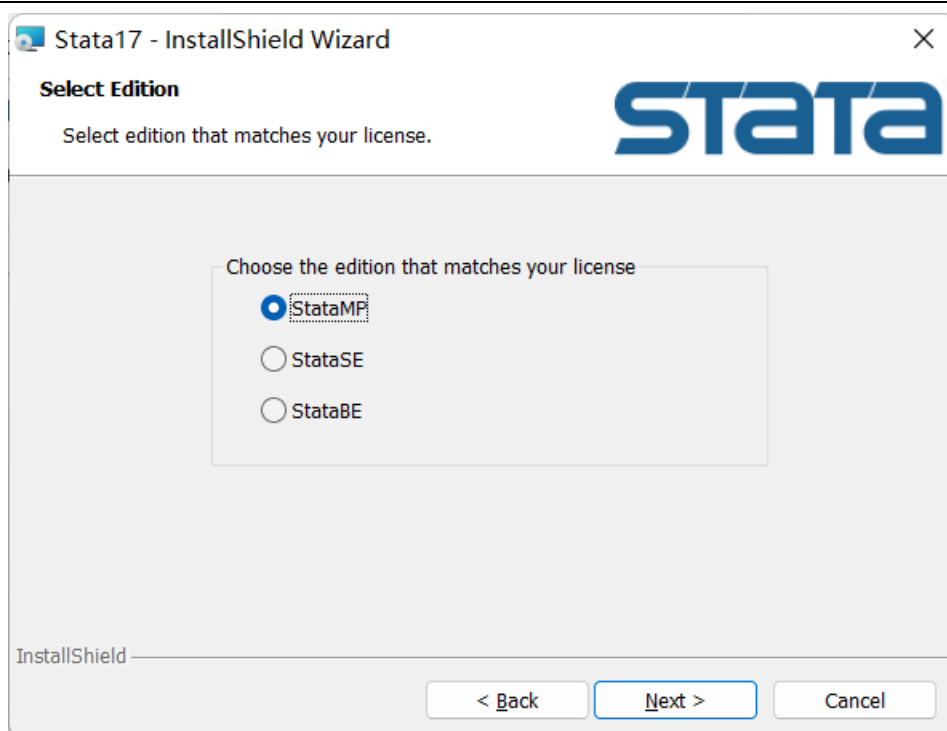 Stata17 - InstallShield Wizard
Select Edition
Select edition that matches your license.
stata
Choose the edition that matches your license
StataMP
StataSE
StataBE
InstallShield
< Back
Next >
Cancel